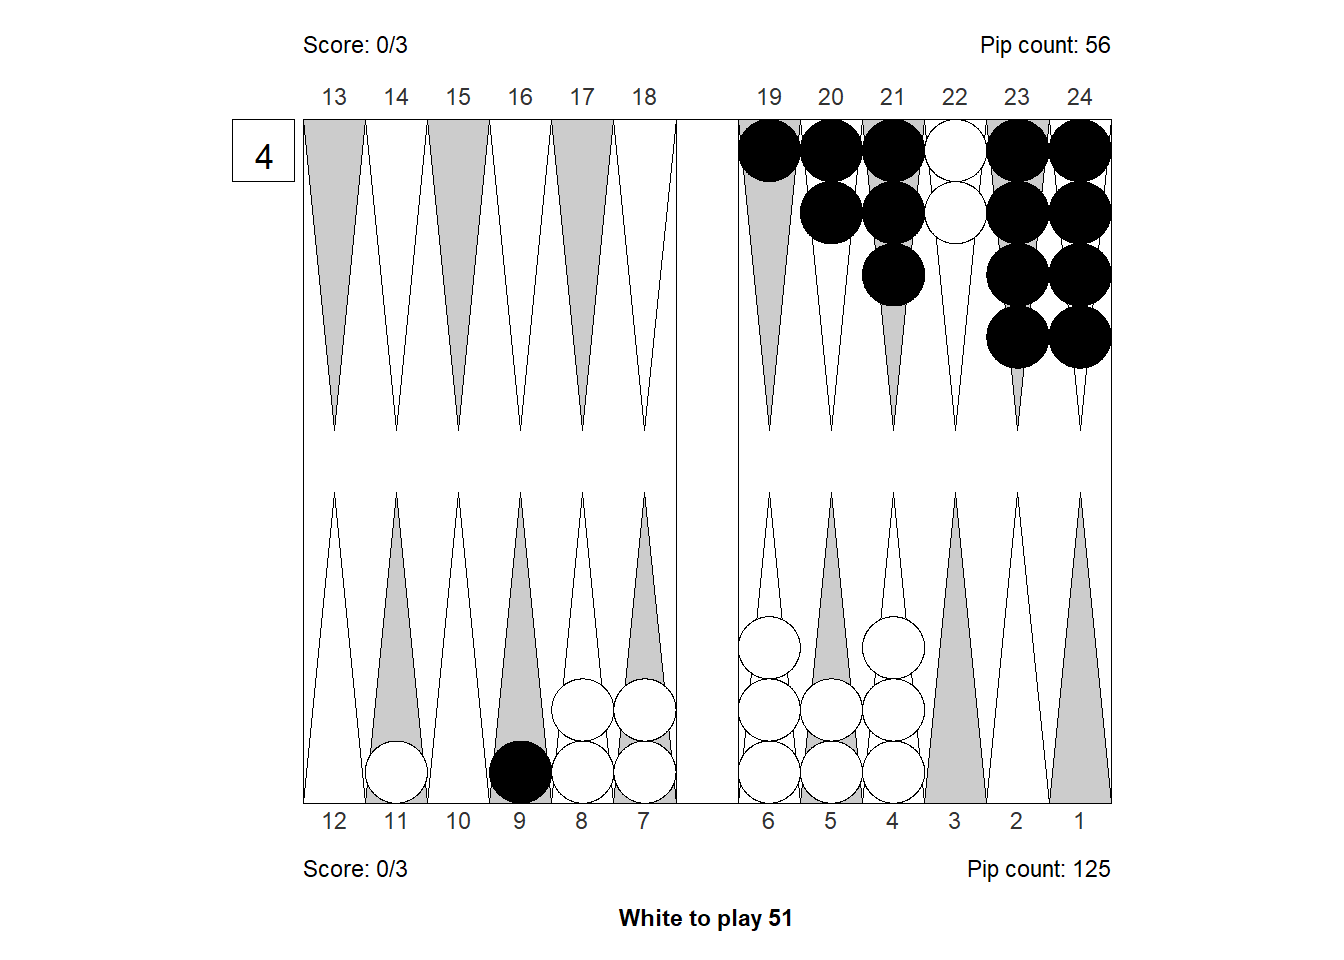 Score: 0/3 Pip count: 56
13 14 15 16 17 18 19 20 21 22 23 24
4
12 11 10 9 8 7 6 5 4 3 2 1
Score: 0/3 Pip count: 125
White to play 51